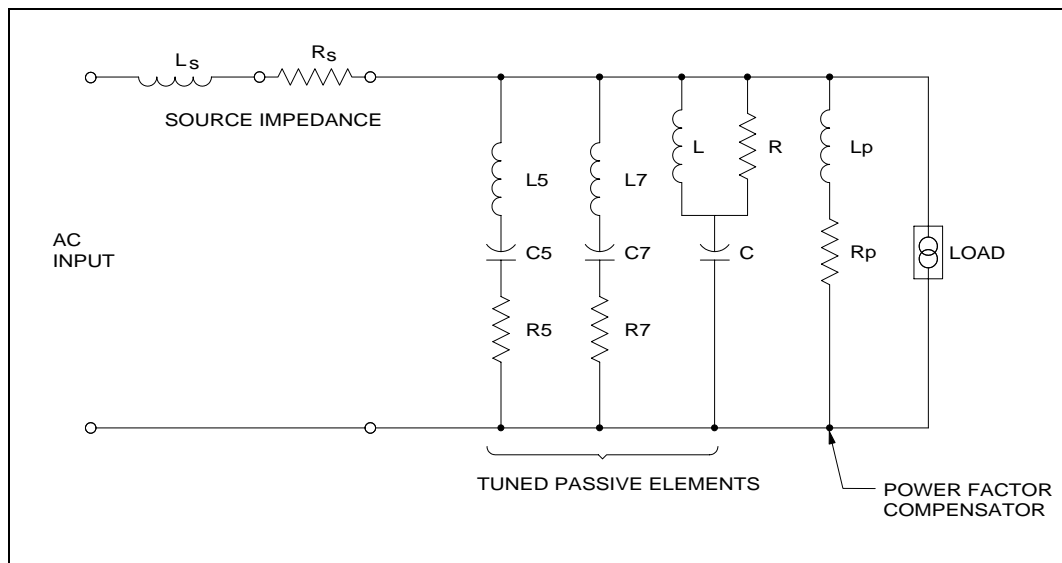 Ls
Rs
SOURCE IMPEDANCE
L
R
Lp
L5
L7
AC
INPUT
C5
C7
C
Rp
LOAD
R5
R7
TUNED PASSIVE ELEMENTS
POWER FACTOR
COMPENSATOR